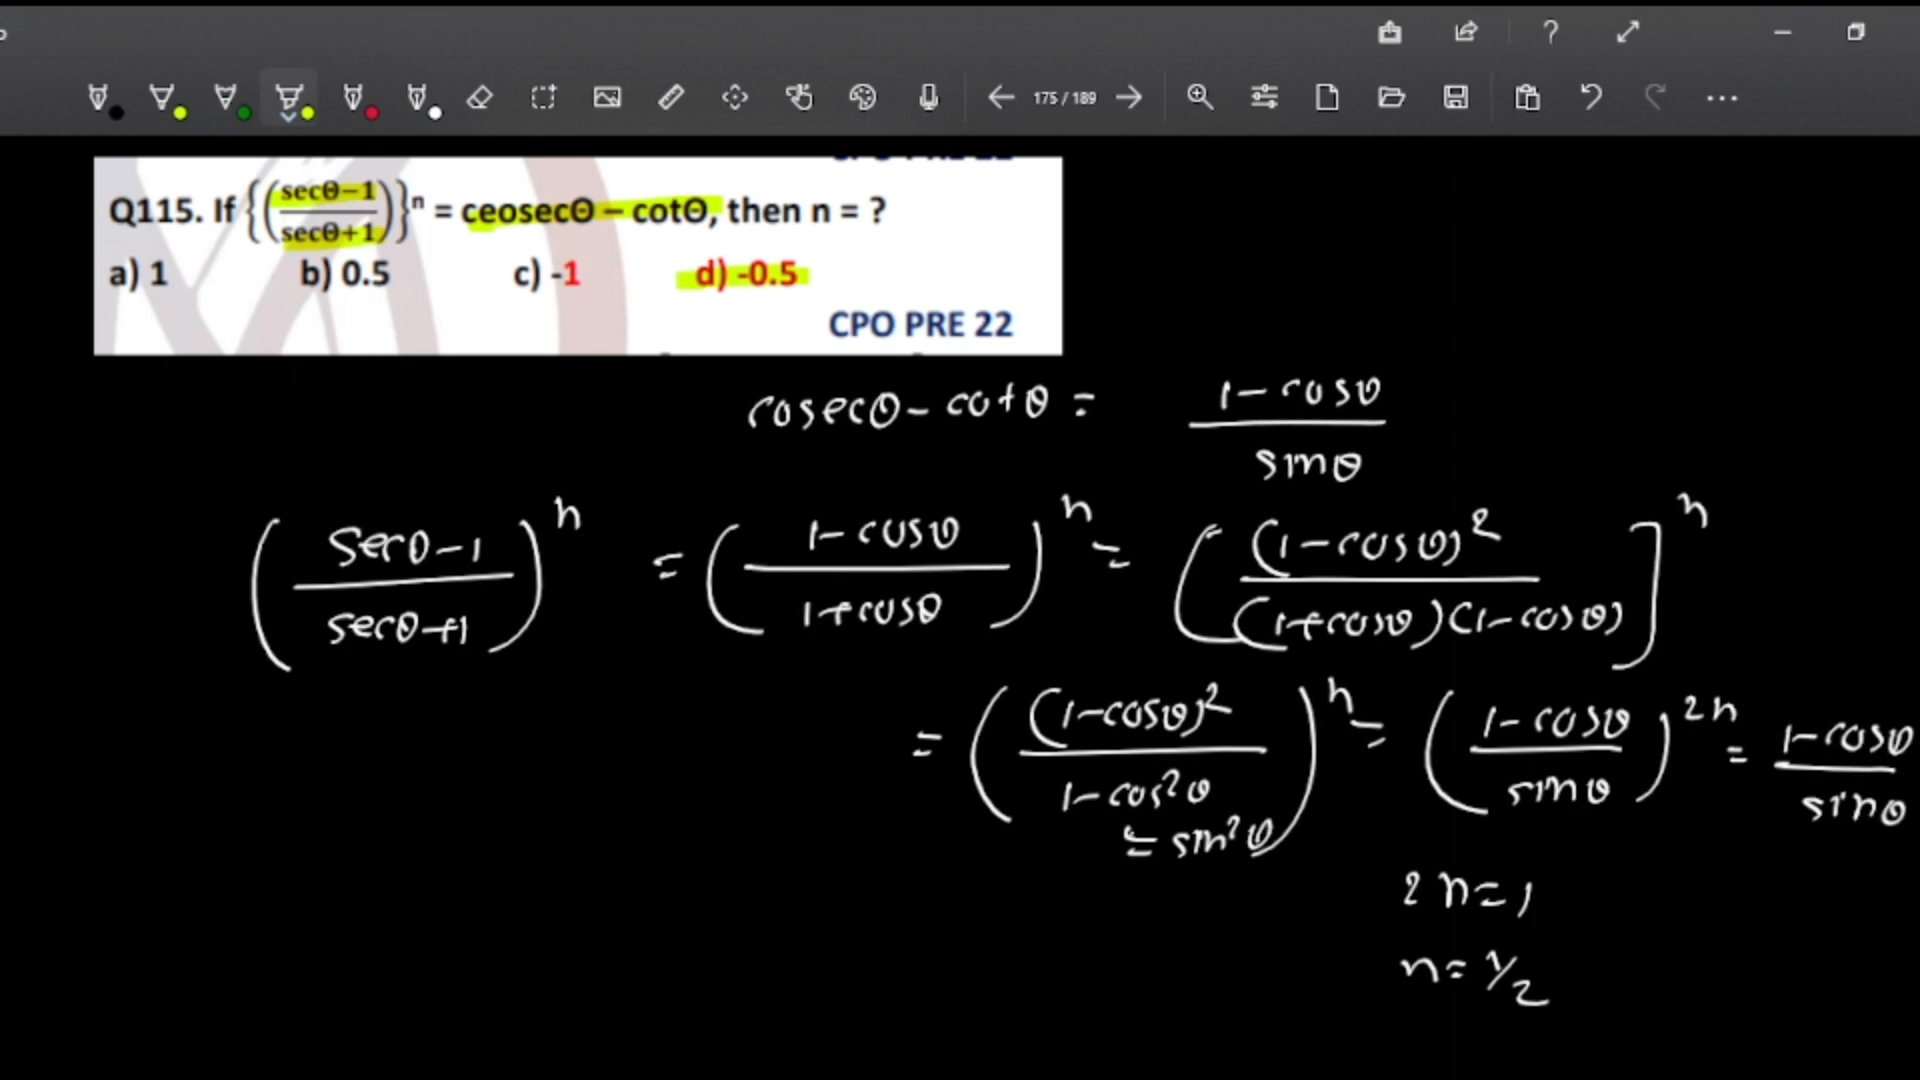 175 / 189
Q115. If {(secΘ−1/secΘ+1)}ⁿ = ceosecΘ − cotΘ, then n = ?
a) 1 b) 0.5 c) -1 d) -0.5
CPO PRE 22
cosecθ - cotθ = 1-cosθ/sinθ
(secθ-1/secθ+1)ⁿ = (1-cosθ/1+cosθ)ⁿ = [(1-cosθ)²/(1+cosθ)(1-cosθ)]ⁿ
= ((1-cosθ)²/1-cos²θ)ⁿ = (1-cosθ/sinθ)²ⁿ = 1-cosθ/sinθ
= sin²θ
2n=1
n=1/2